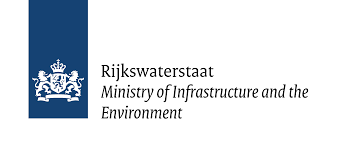 Rijkswaterstaat
Ministry of Infrastructure and the
Environment